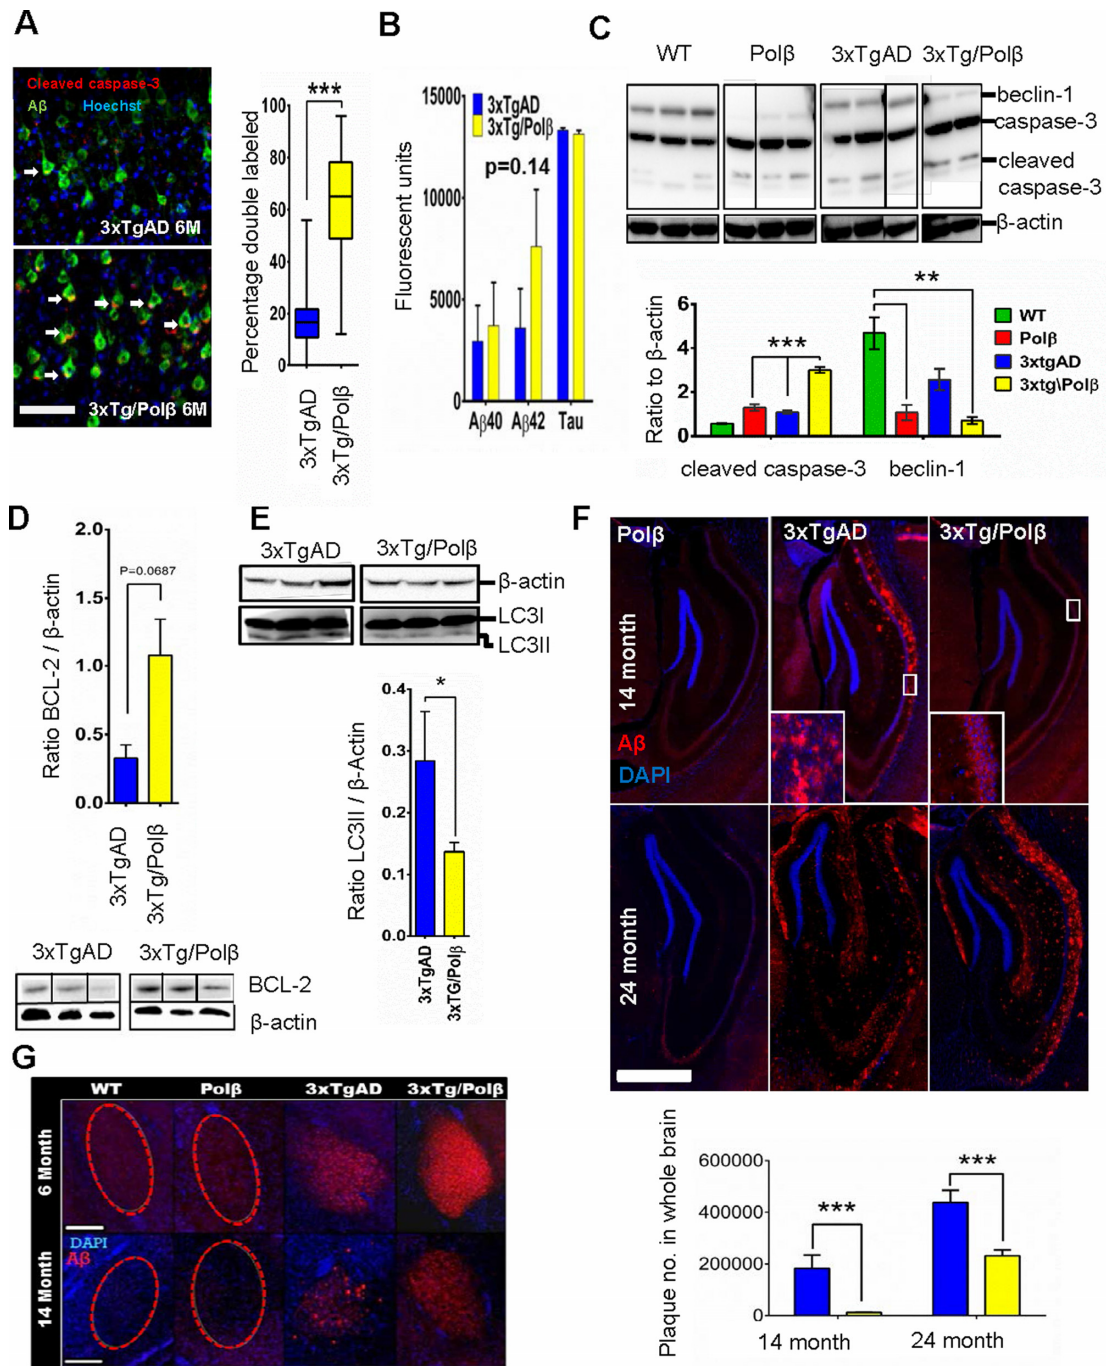 A
Cleaved caspase-3
Aβ Hoechst
3xTgAD 6M
3xTg/Polβ 6M
***
Percentage double labeled
100
80
60
40
20
0
3xTgAD
3xTg/Polβ
B
Fluorescent units
15000
10000
5000
0
3xTgAD
3xTg/Polβ
p=0.14
Aβ40 Aβ42 Tau
C
WT Polβ 3xTgAD 3xTg/Polβ
beclin-1
caspase-3
cleaved
caspase-3
β-actin
Ratio to β-actin
6
4
2
0
***
**
WT
Polβ
3xtgAD
3xtg\Polβ
cleaved caspase-3 beclin-1
D
Ratio BCL-2 / β-actin
2.0
1.5
1.0
0.5
0.0
P=0.0687
3xTgAD
3xTg/Polβ
3xTgAD 3xTg/Polβ
BCL-2
β-actin
E
3xTgAD 3xTg/Polβ
β-actin
LC3I
LC3II
Ratio LC3II / β-Actin
0.4
0.3
0.2
0.1
0.0
*
3xTgAD
3xTG/Polβ
F
Polβ 3xTgAD 3xTg/Polβ
14 month
Aβ
DAPI
24 month
Plaque no. in whole brain
600000
400000
200000
0
***
***
14 month 24 month
G
WT Polβ 3xTgAD 3xTg/Polβ
6 Month
14 Month
DAPI
Aβ